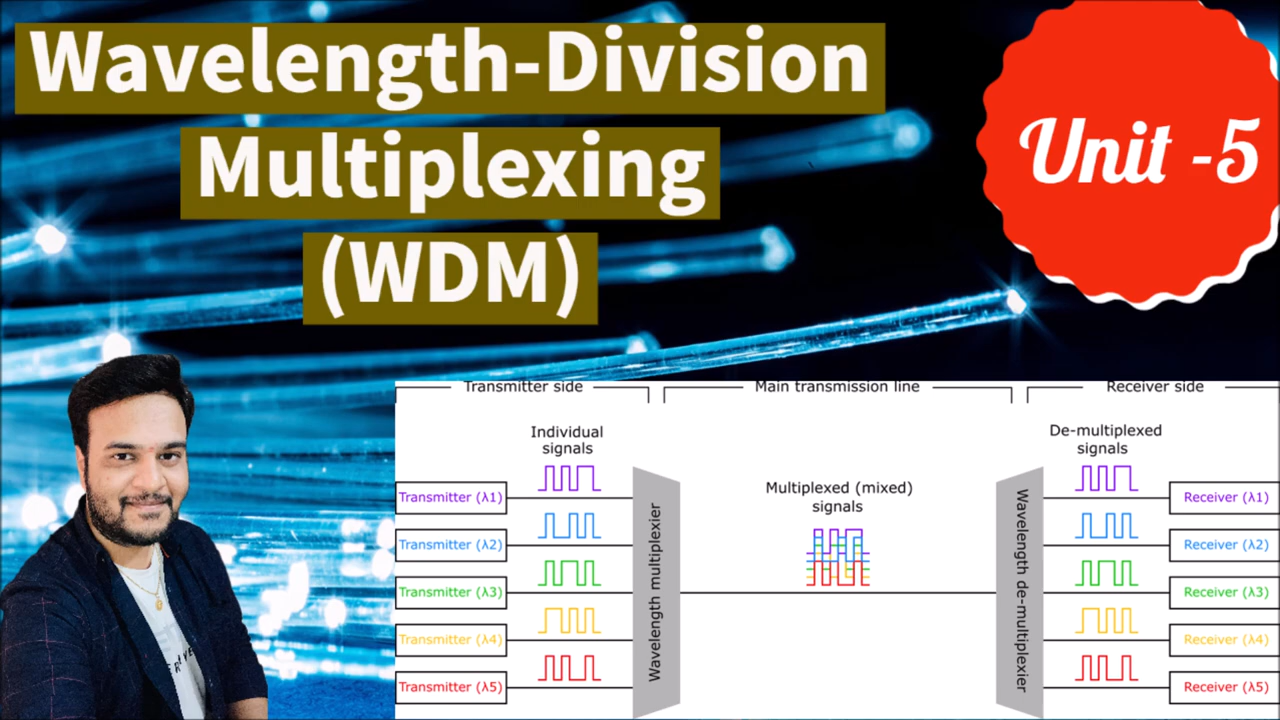 Wavelength-Division
Multiplexing
(WDM)
Unit -5
Transmitter side
Main transmission line
Receiver side
Individual
signals
De-multiplexed
signals
Multiplexed (mixed)
signals
Transmitter (λ1)
Transmitter (λ2)
Transmitter (λ3)
Transmitter (λ4)
Transmitter (λ5)
Wavelength multiplexier
Wavelength de-multiplexier
Receiver (λ1)
Receiver (λ2)
Receiver (λ3)
Receiver (λ4)
Receiver (λ5)